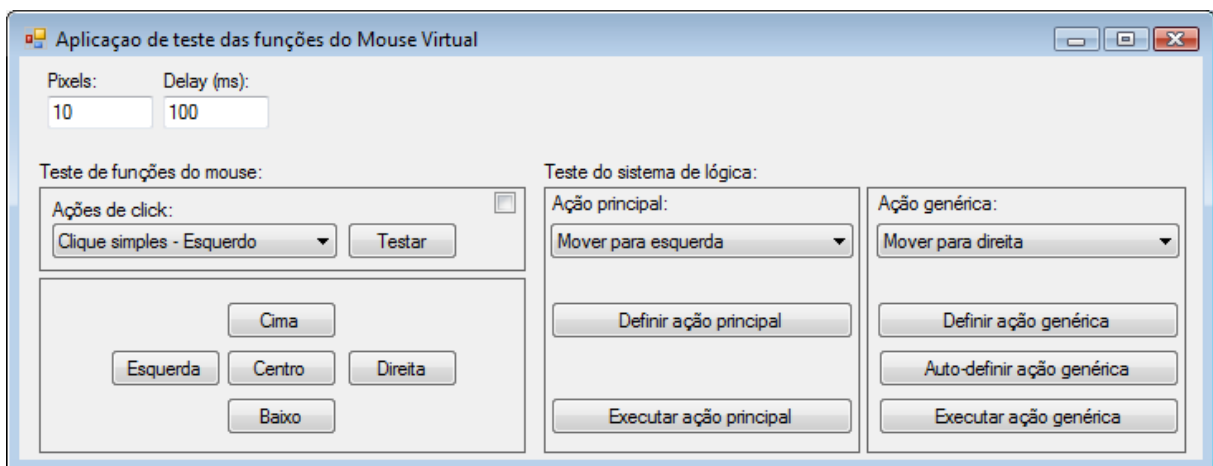 Aplicaçao de teste das funções do Mouse Virtual
Pixels: Delay (ms):
10 100
Teste de funções do mouse:
Ações de click:
Clique simples - Esquerdo Testar
Cima
Esquerda Centro Direita
Baixo
Teste do sistema de lógica:
Ação principal:
Mover para esquerda
Definir ação principal
Executar ação principal
Ação genérica:
Mover para direita
Definir ação genérica
Auto-definir ação genérica
Executar ação genérica